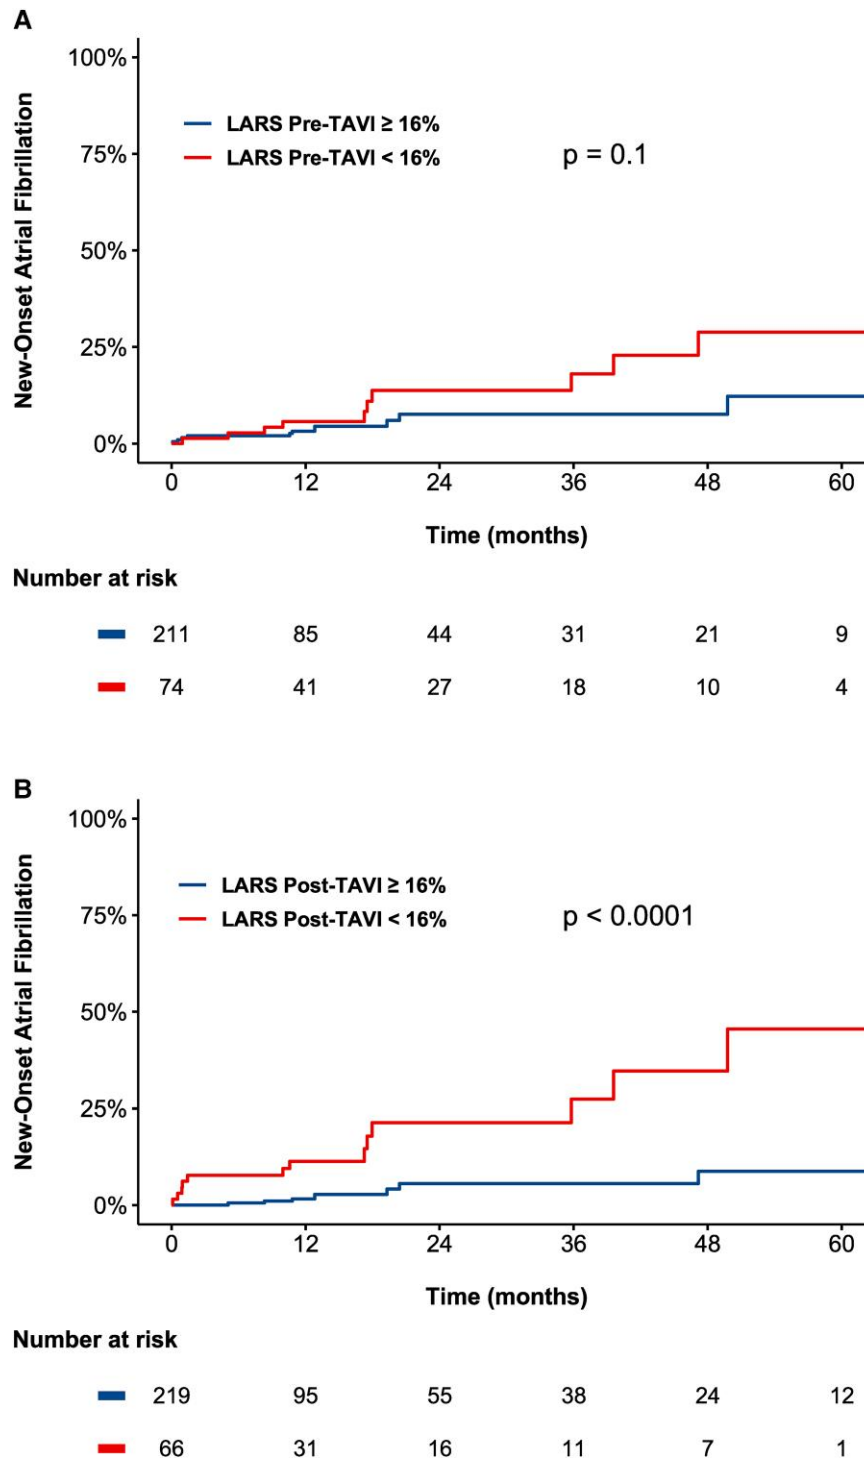 A
New-Onset Atrial Fibrillation
100%
75%
50%
25%
0%
LARS Pre-TAVI ≥ 16%
LARS Pre-TAVI < 16%
p = 0.1
0 12 24 36 48 60
Time (months)
Number at risk
211 85 44 31 21 9
74 41 27 18 10 4
B
New-Onset Atrial Fibrillation
100%
75%
50%
25%
0%
LARS Post-TAVI ≥ 16%
LARS Post-TAVI < 16%
p < 0.0001
0 12 24 36 48 60
Time (months)
Number at risk
219 95 55 38 24 12
66 31 16 11 7 1